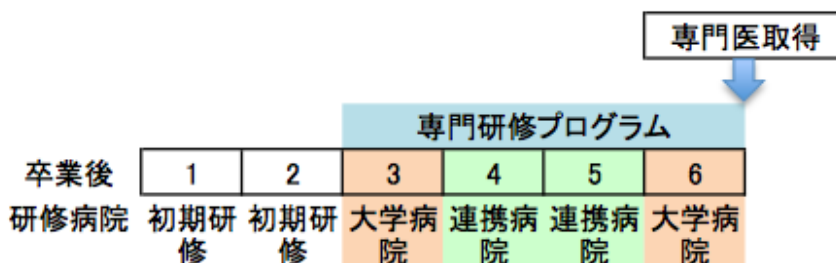 専門医取得
専門研修プログラム
卒業後 1 2 3 4 5 6
研修病院 初期研 初期研 大学病 連携病 連携病 大学病
修 修 院 院 院 院